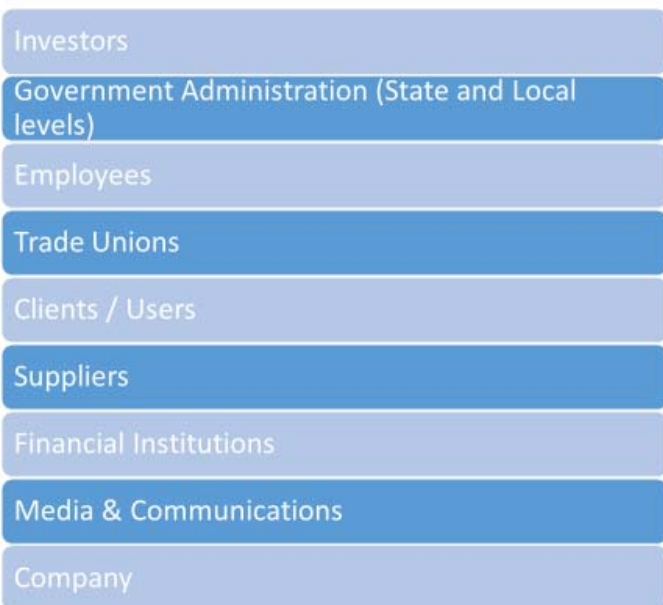 Investors
Government Administration (State and Local
levels)
Employees
Trade Unions
Clients / Users
Suppliers
Financial Institutions
Media & Communications
Company